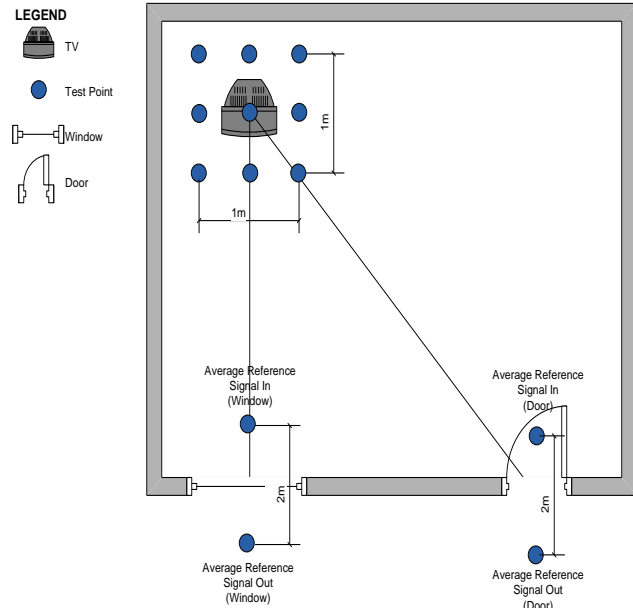 LEGEND
TV
Test Point
Window
Door
1m
1m
Average Reference
Signal In
(Window)
Average Reference
Signal In
(Door)
2m
2m
Average Reference
Signal Out
(Window)
Average Reference
Signal Out
(Door)